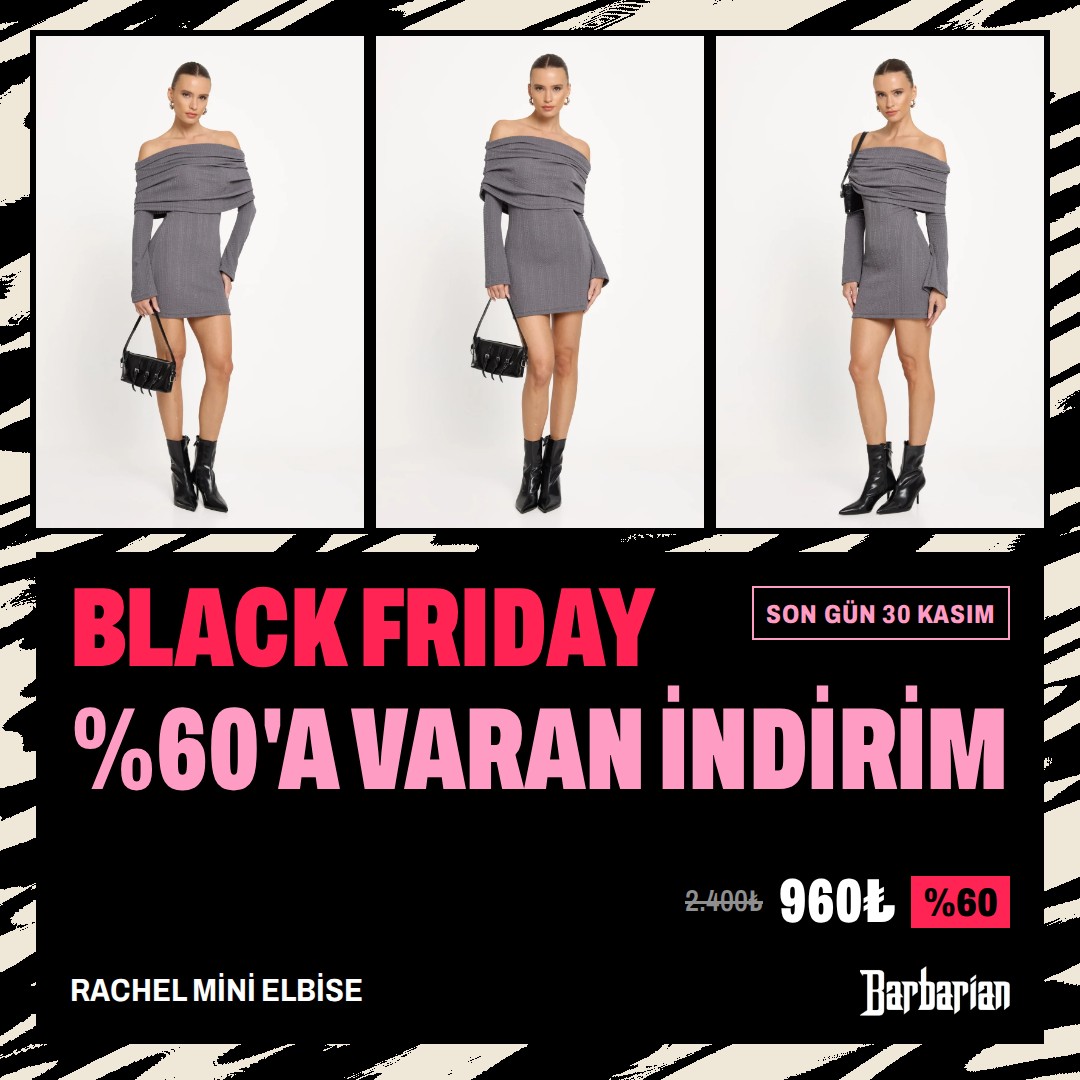 BLACK FRIDAY
SON GÜN 30 KASIM
%60'A VARAN İNDİRİM
2.400₺ 960₺ %60
RACHEL MİNİ ELBİSE
Barbarian